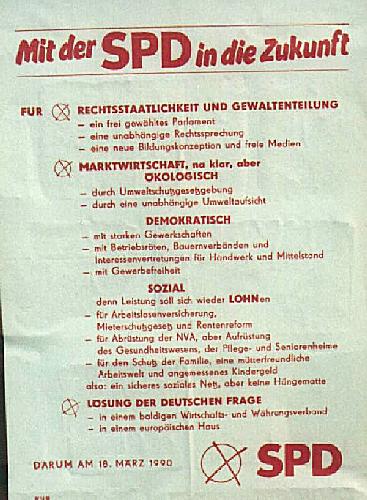 Mit der SPD in die Zukunft
FÜR RECHTSSTAATLICHKEIT UND GEWALTENTEILUNG
– ein frei gewähltes Parlament
– eine unabhängige Rechtssprechung
– eine neue Bildungskonzeption und freie Medien
MARKTWIRTSCHAFT, na klar, aber
ÖKOLOGISCH
– durch Umweltschutzgesetzgebung
– durch eine unabhängige Umweltaufsicht
DEMOKRATISCH
– mit starken Gewerkschaften
– mit Betriebsräten, Bauernverbänden und
Interessenvertretungen für Handwerk und Mittelstand
– mit Gewerbefreiheit
SOZIAL
denn Leistung soll sich wieder LOHNen
– für Arbeitslosenversicherung,
Mieterschutzgesetz und Rentenreform
– für Abrüstung der NVA, aber Aufrüstung
des Gesundheitswesens, der Pflege- und Seniorenheime
– für den Schutz der Familie, eine mütterfreundliche
Arbeitswelt und angemessenes Kindergeld
also: ein sicheres soziales Netz, aber keine Hängematte
LÖSUNG DER DEUTSCHEN FRAGE
– in einem baldigen Wirtschafts- und Währungsverband
– in einem europäischen Haus
DARUM AM 18. MÄRZ 1990 SPD